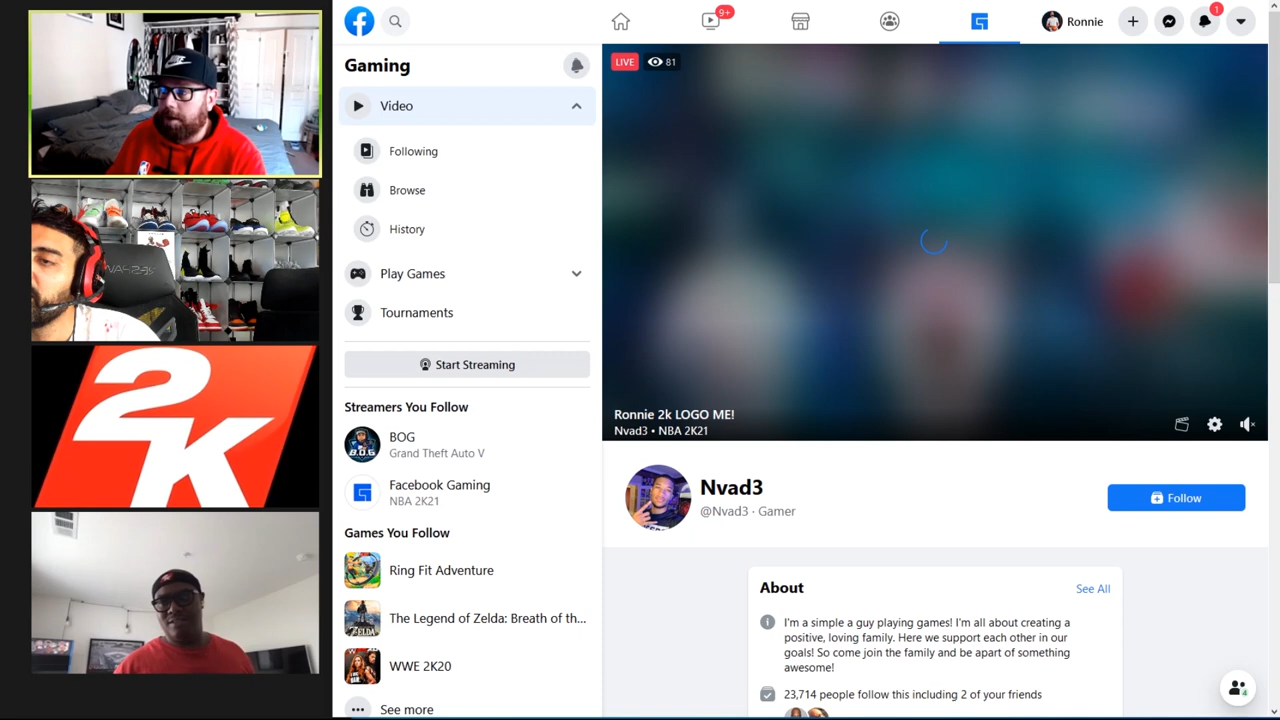 2K
9+
Ronnie
1
Gaming
Video
Following
Browse
History
Play Games
Tournaments
Start Streaming
Streamers You Follow
BOG
Grand Theft Auto V
Facebook Gaming
NBA 2K21
Games You Follow
Ring Fit Adventure
The Legend of Zelda: Breath of th...
WWE 2K20
See more
LIVE
81
Ronnie 2k LOGO ME!
Nvad3 • NBA 2K21
Nvad3
@Nvad3 · Gamer
Follow
About
See All
I'm a simple a guy playing games! I'm all about creating a
positive, loving family. Here we support each other in our
goals! So come join the family and be apart of something
awesome!
23,714 people follow this including 2 of your friends
4